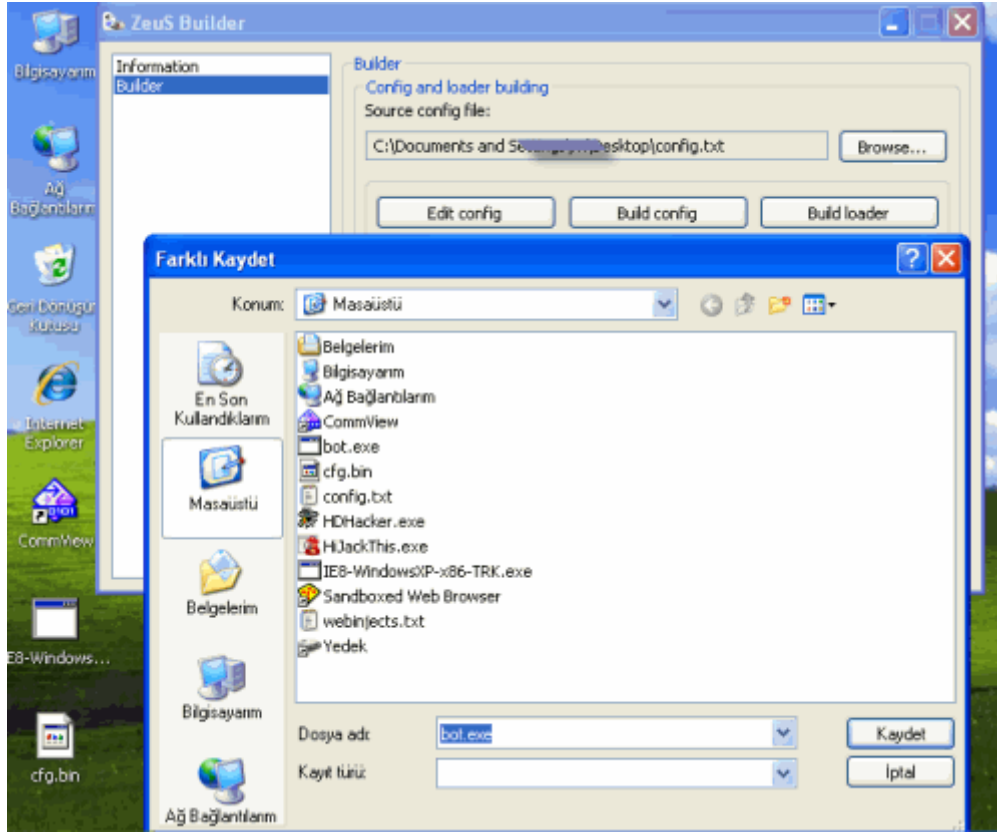 ZeuS Builder
Bilgisayarım
Ağ
Bağlantıların
Geri Dönüşüm
Kutusu
Internet
Explorer
CommView
E8-Windows...
cfg.bin
Information
Builder
Builder
Config and loader building
Source config file:
C:\Documents and Desktop\config.txt
Browse...
Edit config
Build config
Build loader
Farklı Kaydet
Konum:
Masaüstü
En Son
Kullandıklarım
Masaüstü
Belgelerim
Bilgisayarım
Ağ Bağlantılarım
Belgelerim
Bilgisayarım
Ağ Bağlantılarım
CommView
bot.exe
cfg.bin
config.txt
HDHacker.exe
HiJackThis.exe
IE8-WindowsXP-x86-TRK.exe
Sandboxed Web Browser
webinjects.txt
Yedek
Dosya adı:
bot.exe
Kaydet
Kayıt türü:
İptal